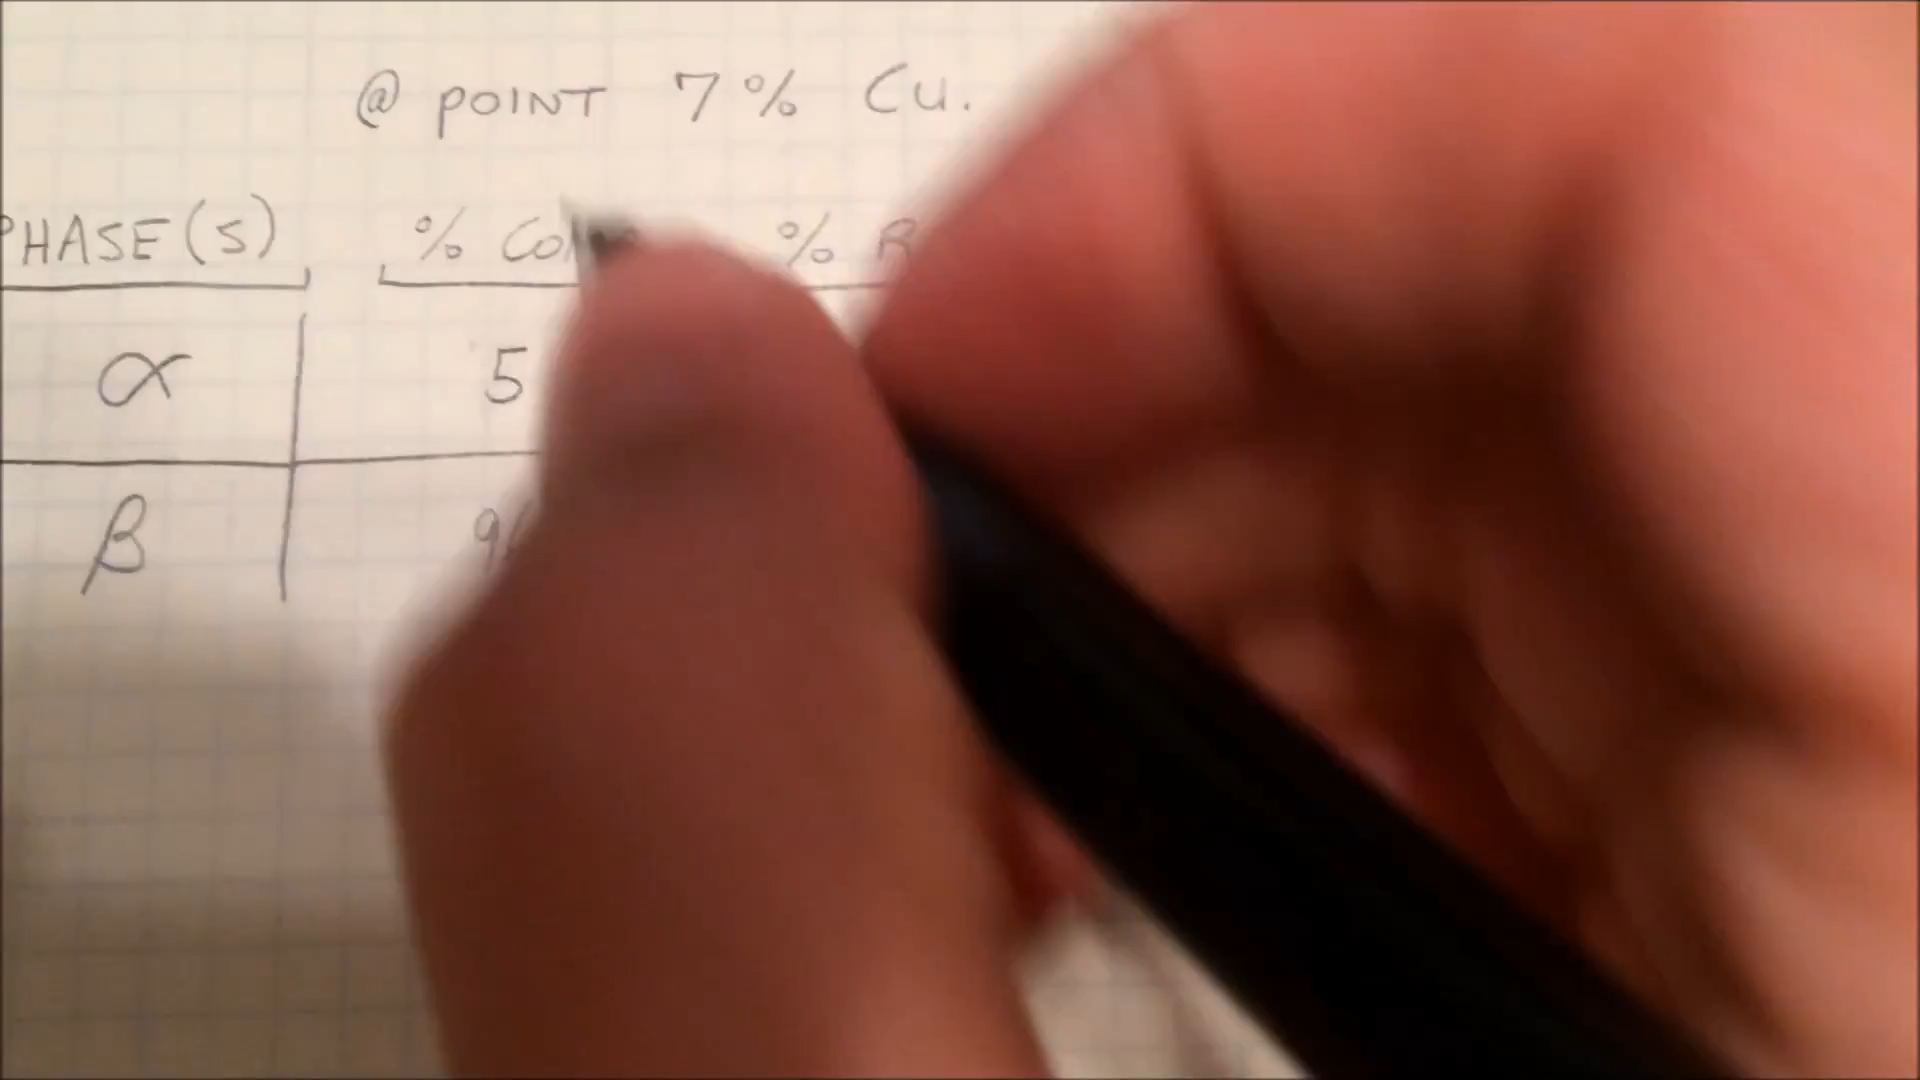 @ POINT 7% Cu.
PHASE(S) % %
α 5
β